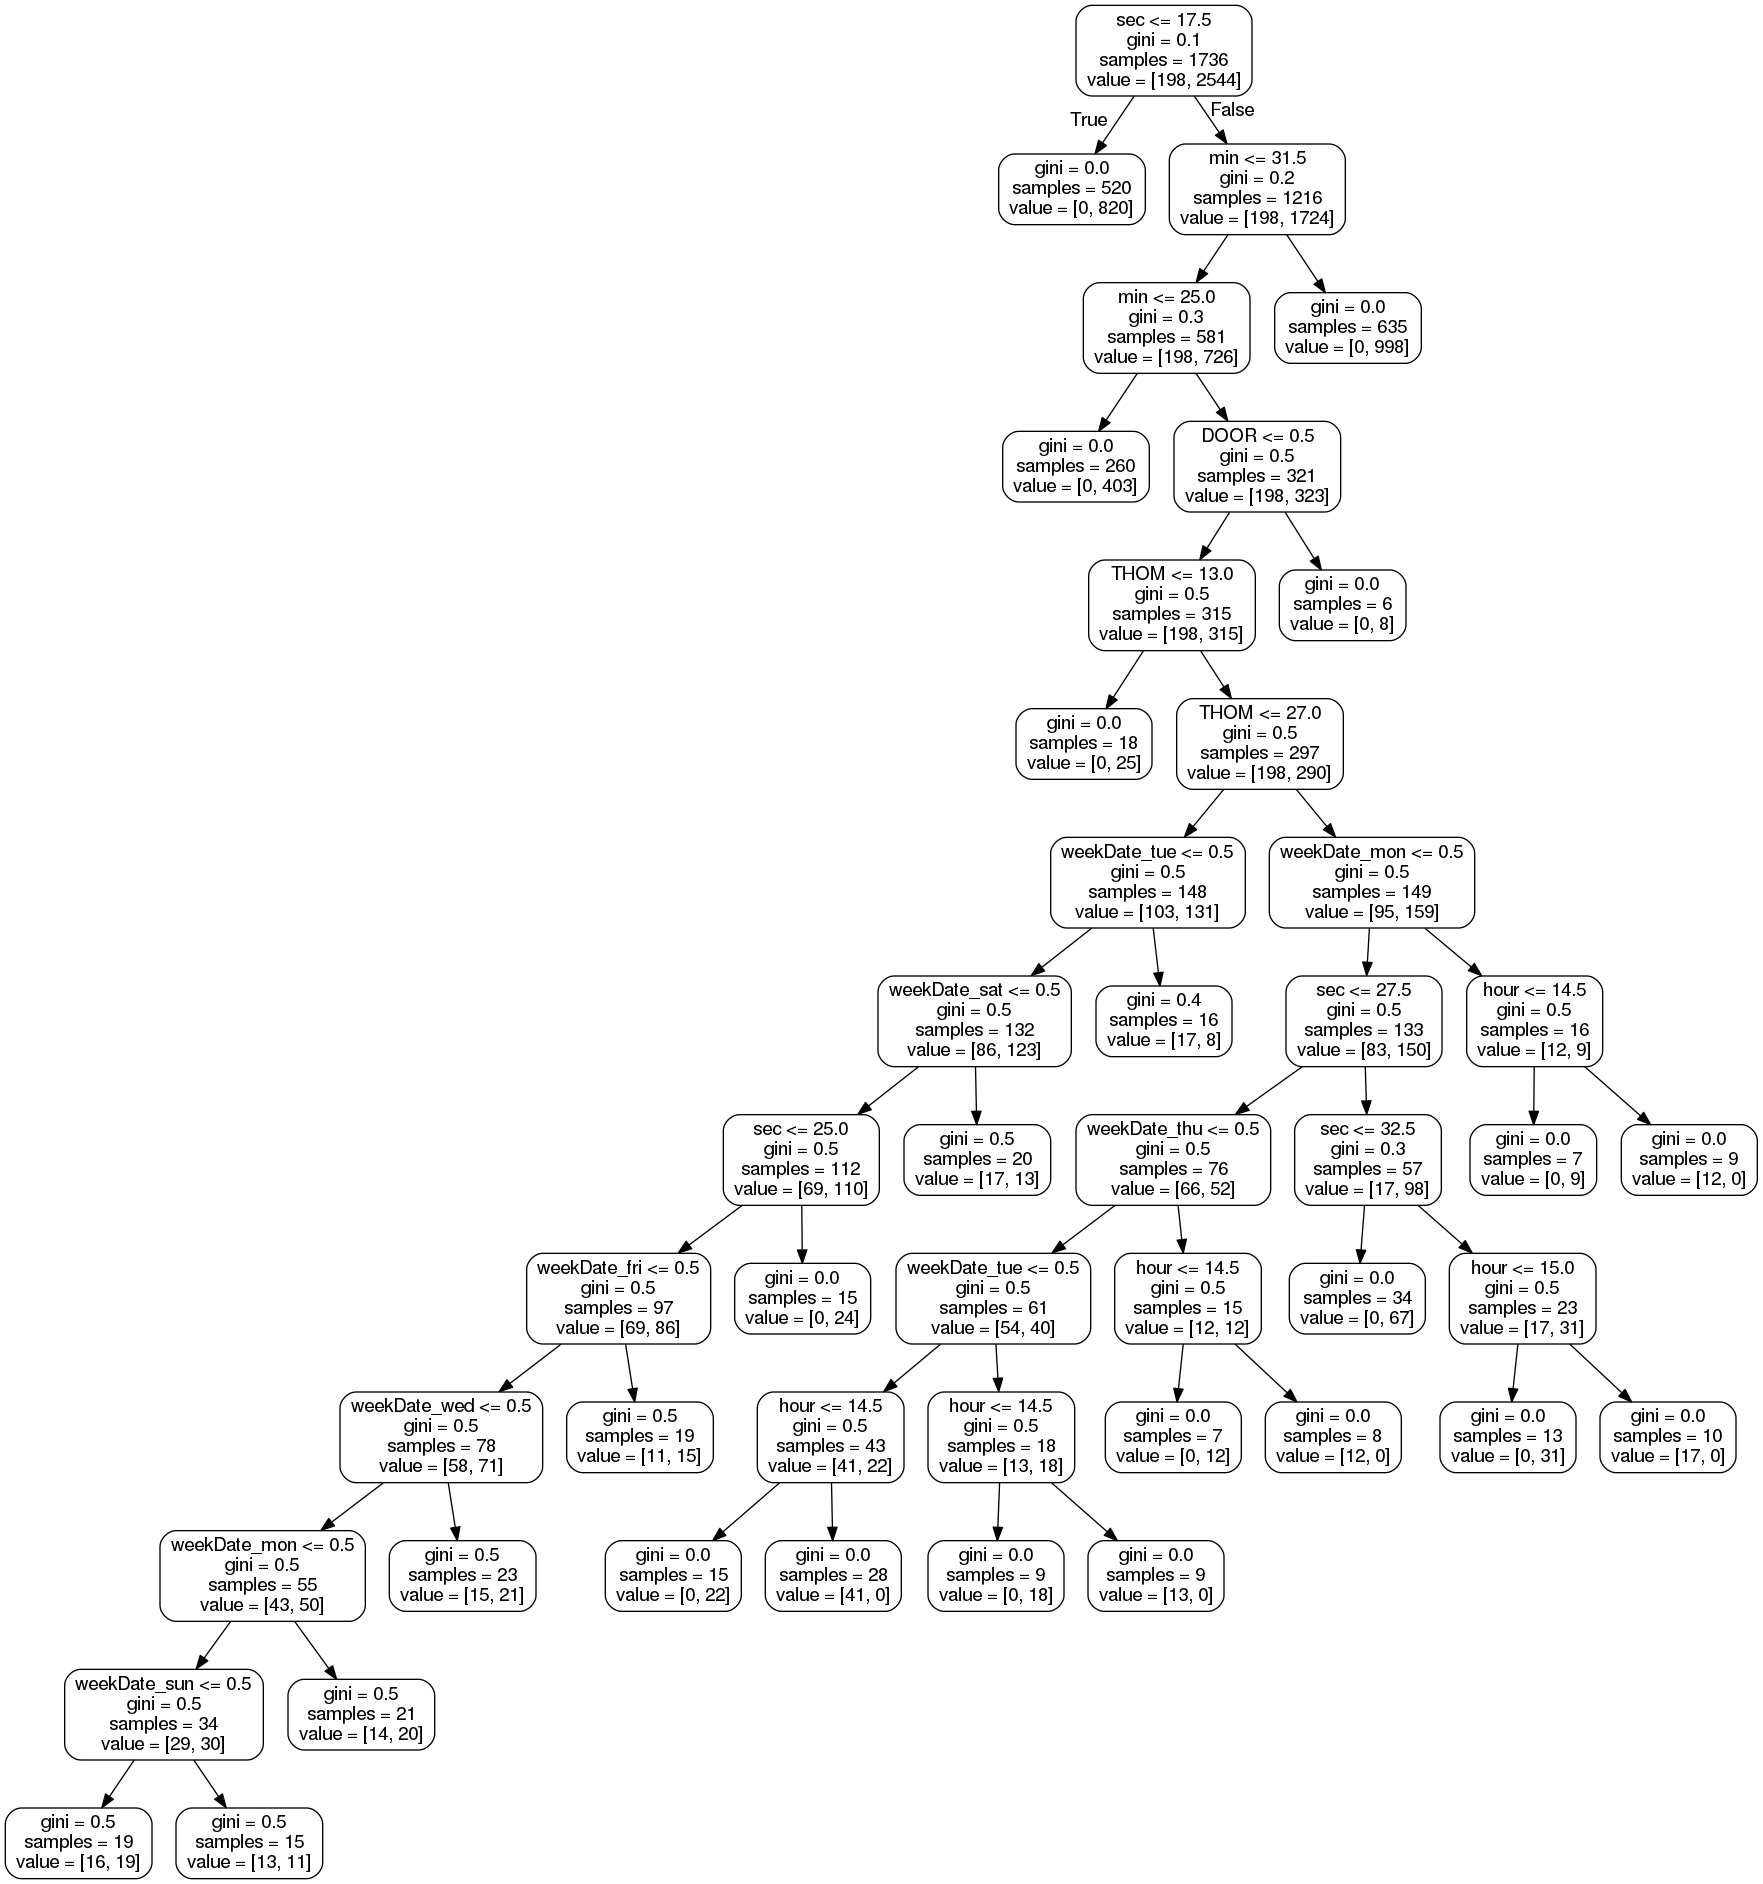 sec <= 17.5
gini = 0.1
samples = 1736
value = [198, 2544]
True
False
gini = 0.0
samples = 520
value = [0, 820]
min <= 31.5
gini = 0.2
samples = 1216
value = [198, 1724]
min <= 25.0
gini = 0.3
samples = 581
value = [198, 726]
gini = 0.0
samples = 635
value = [0, 998]
gini = 0.0
samples = 260
value = [0, 403]
DOOR <= 0.5
gini = 0.5
samples = 321
value = [198, 323]
THOM <= 13.0
gini = 0.5
samples = 315
value = [198, 315]
gini = 0.0
samples = 6
value = [0, 8]
gini = 0.0
samples = 18
value = [0, 25]
THOM <= 27.0
gini = 0.5
samples = 297
value = [198, 290]
weekDate_tue <= 0.5
gini = 0.5
samples = 148
value = [103, 131]
weekDate_mon <= 0.5
gini = 0.5
samples = 149
value = [95, 159]
weekDate_sat <= 0.5
gini = 0.5
samples = 132
value = [86, 123]
gini = 0.4
samples = 16
value = [17, 8]
sec <= 27.5
gini = 0.5
samples = 133
value = [83, 150]
hour <= 14.5
gini = 0.5
samples = 16
value = [12, 9]
sec <= 25.0
gini = 0.5
samples = 112
value = [69, 110]
gini = 0.5
samples = 20
value = [17, 13]
weekDate_thu <= 0.5
gini = 0.5
samples = 76
value = [66, 52]
sec <= 32.5
gini = 0.3
samples = 57
value = [17, 98]
gini = 0.0
samples = 7
value = [0, 9]
gini = 0.0
samples = 9
value = [12, 0]
weekDate_fri <= 0.5
gini = 0.5
samples = 97
value = [69, 86]
gini = 0.0
samples = 15
value = [0, 24]
weekDate_tue <= 0.5
gini = 0.5
samples = 61
value = [54, 40]
hour <= 14.5
gini = 0.5
samples = 15
value = [12, 12]
gini = 0.0
samples = 34
value = [0, 67]
hour <= 15.0
gini = 0.5
samples = 23
value = [17, 31]
weekDate_wed <= 0.5
gini = 0.5
samples = 78
value = [58, 71]
gini = 0.5
samples = 19
value = [11, 15]
hour <= 14.5
gini = 0.5
samples = 43
value = [41, 22]
hour <= 14.5
gini = 0.5
samples = 18
value = [13, 18]
gini = 0.0
samples = 7
value = [0, 12]
gini = 0.0
samples = 8
value = [12, 0]
gini = 0.0
samples = 13
value = [0, 31]
gini = 0.0
samples = 10
value = [17, 0]
weekDate_mon <= 0.5
gini = 0.5
samples = 55
value = [43, 50]
gini = 0.5
samples = 23
value = [15, 21]
gini = 0.0
samples = 15
value = [0, 22]
gini = 0.0
samples = 28
value = [41, 0]
gini = 0.0
samples = 9
value = [0, 18]
gini = 0.0
samples = 9
value = [13, 0]
weekDate_sun <= 0.5
gini = 0.5
samples = 34
value = [29, 30]
gini = 0.5
samples = 21
value = [14, 20]
gini = 0.5
samples = 19
value = [16, 19]
gini = 0.5
samples = 15
value = [13, 11]